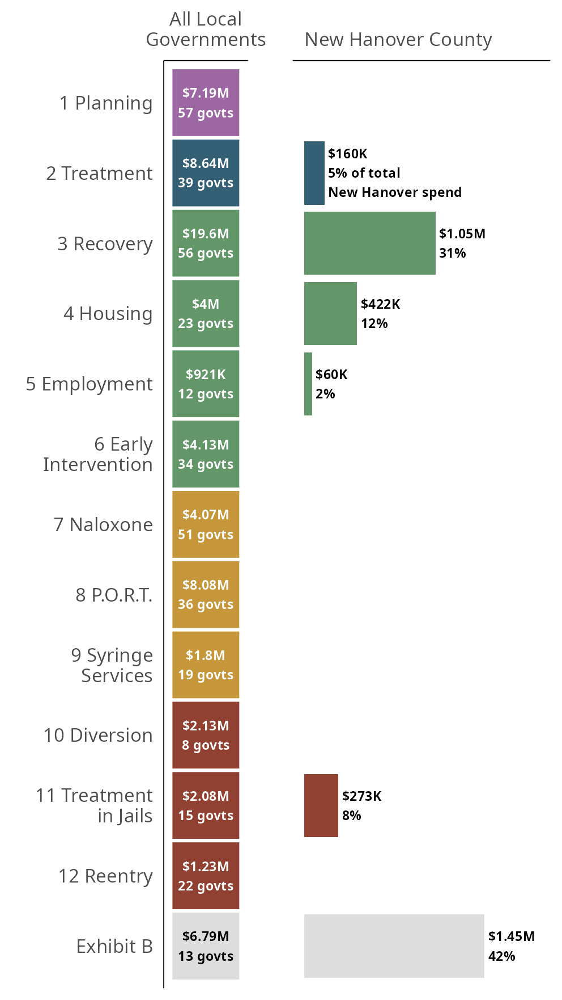 All Local
Governments
New Hanover County
1 Planning
$7.19M
57 govts
2 Treatment
$8.64M
39 govts
$160K
5% of total
New Hanover spend
3 Recovery
$19.6M
56 govts
$1.05M
31%
4 Housing
$4M
23 govts
$422K
12%
5 Employment
$921K
12 govts
$60K
2%
6 Early
Intervention
$4.13M
34 govts
7 Naloxone
$4.07M
51 govts
8 P.O.R.T.
$8.08M
36 govts
9 Syringe
Services
$1.8M
19 govts
10 Diversion
$2.13M
8 govts
11 Treatment
in Jails
$2.08M
15 govts
$273K
8%
12 Reentry
$1.23M
22 govts
Exhibit B
$6.79M
13 govts
$1.45M
42%